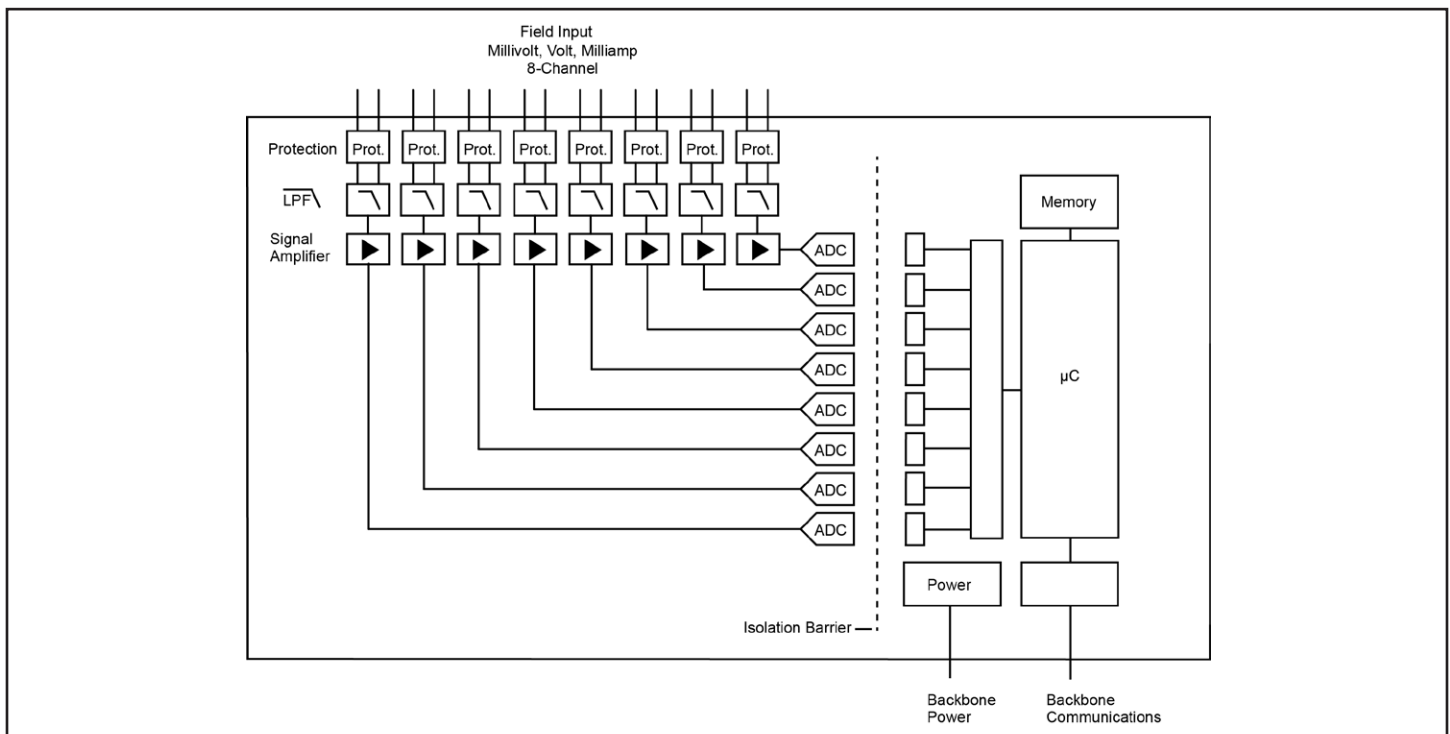 Field Input
Millivolt, Volt, Milliamp
8-Channel
Protection Prot. Prot. Prot. Prot. Prot. Prot. Prot. Prot.
LPF
Memory
Signal
Amplifier
ADC
ADC
ADC
ADC
µC
ADC
ADC
ADC
ADC
Power
Isolation Barrier
Backbone
Power
Backbone
Communications